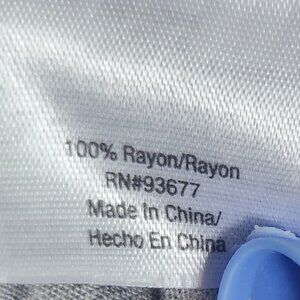 100% Rayon/Rayon
RN#93677
Made In China/
Hecho En China